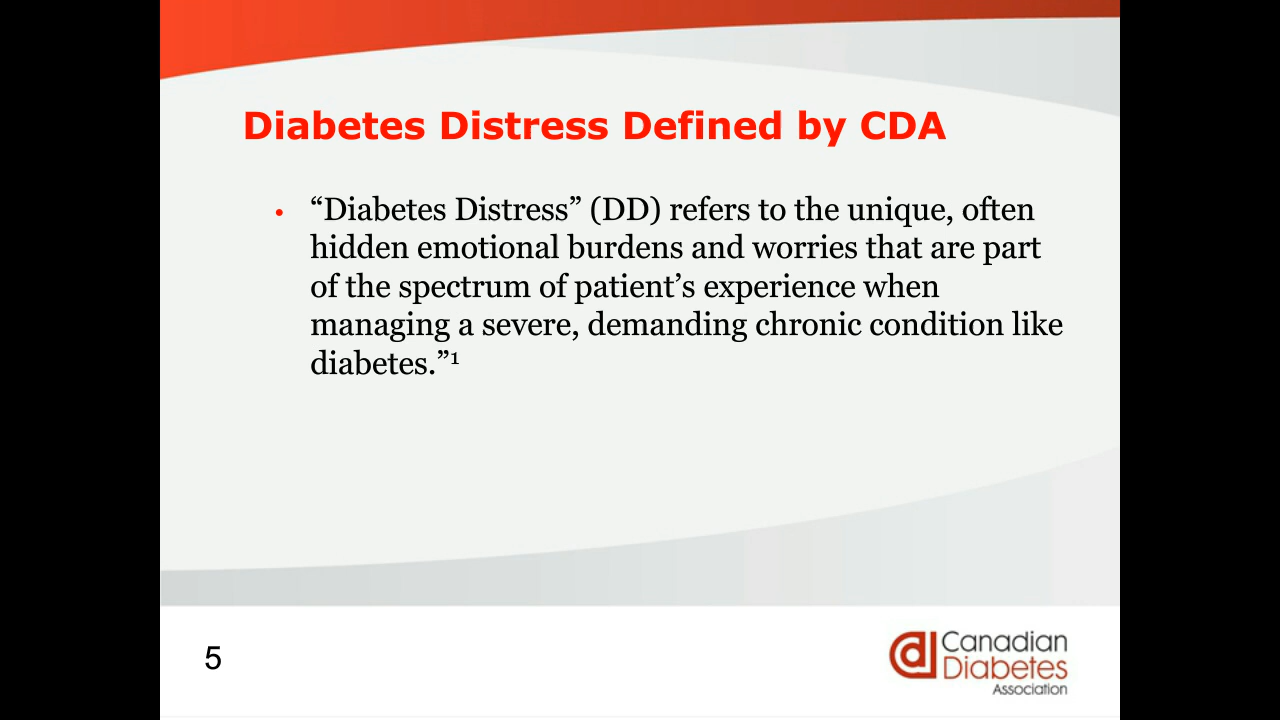 Diabetes Distress Defined by CDA
• “Diabetes Distress” (DD) refers to the unique, often
hidden emotional burdens and worries that are part
of the spectrum of patient’s experience when
managing a severe, demanding chronic condition like
diabetes.”¹
5
Canadian
Diabetes
Association